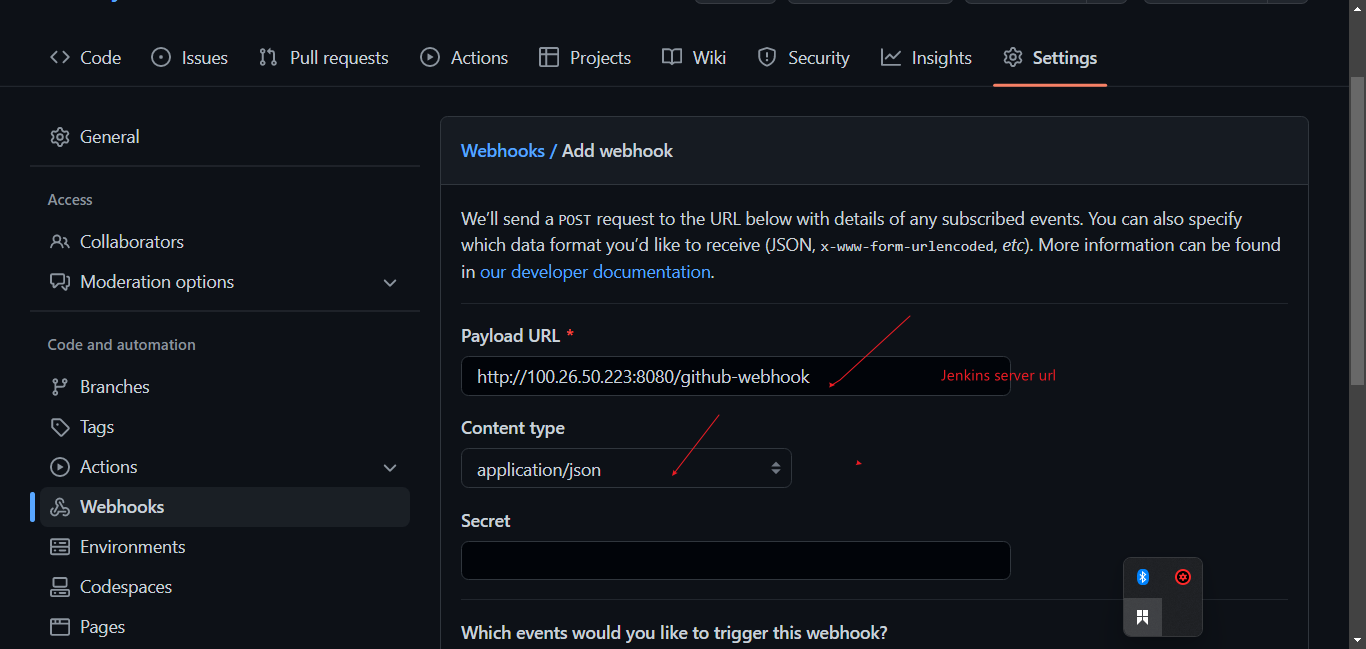 Code Issues Pull requests Actions Projects Wiki Security Insights Settings
General
Access
Collaborators
Moderation options
Code and automation
Branches
Tags
Actions
Webhooks
Environments
Codespaces
Pages
Webhooks / Add webhook
We'll send a POST request to the URL below with details of any subscribed events. You can also specify
which data format you'd like to receive (JSON, x-www-form-urlencoded, etc). More information can be found
in our developer documentation.
Payload URL *
http://100.26.50.223:8080/github-webhook
Jenkins server url
Content type
application/json
Secret
Which events would you like to trigger this webhook?